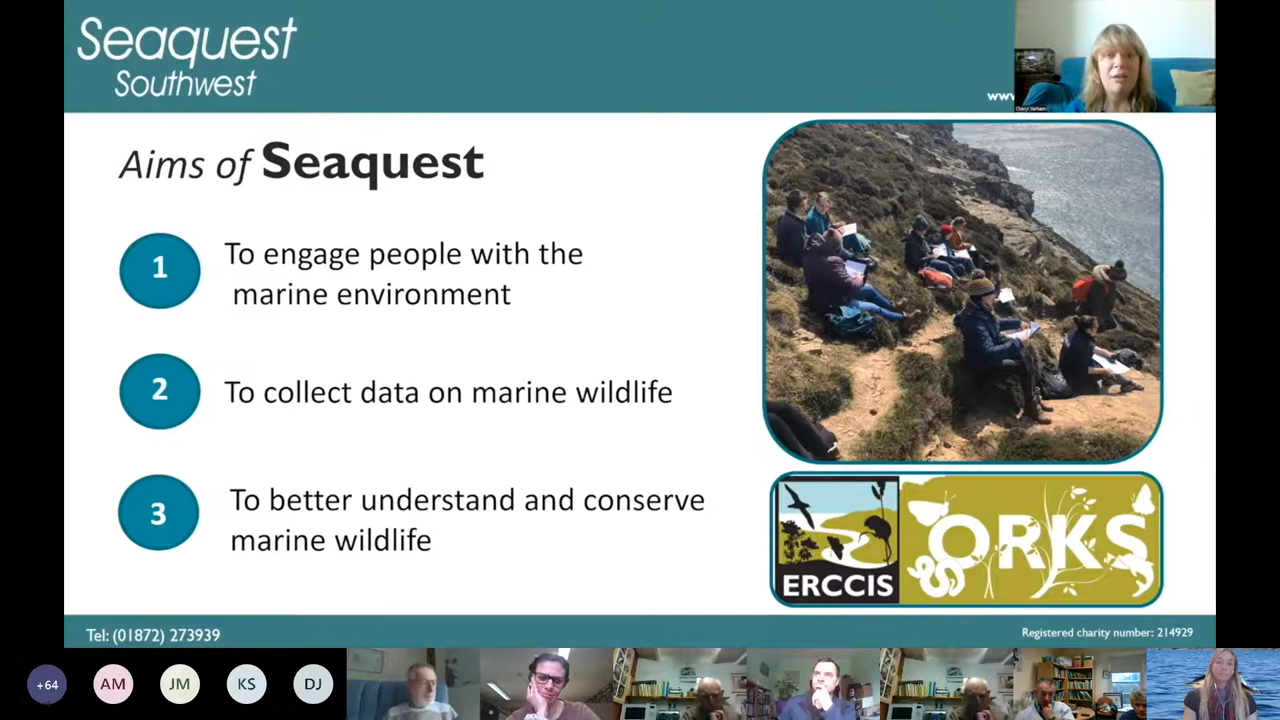 Seaquest
Southwest
www
Aims of Seaquest
1
To engage people with the
marine environment
2
To collect data on marine wildlife
3
To better understand and conserve
marine wildlife
ERCCIS
ORKS
Tel: (01872) 273939
Registered charity number: 214929
+64
AM
JM
KS
DJ